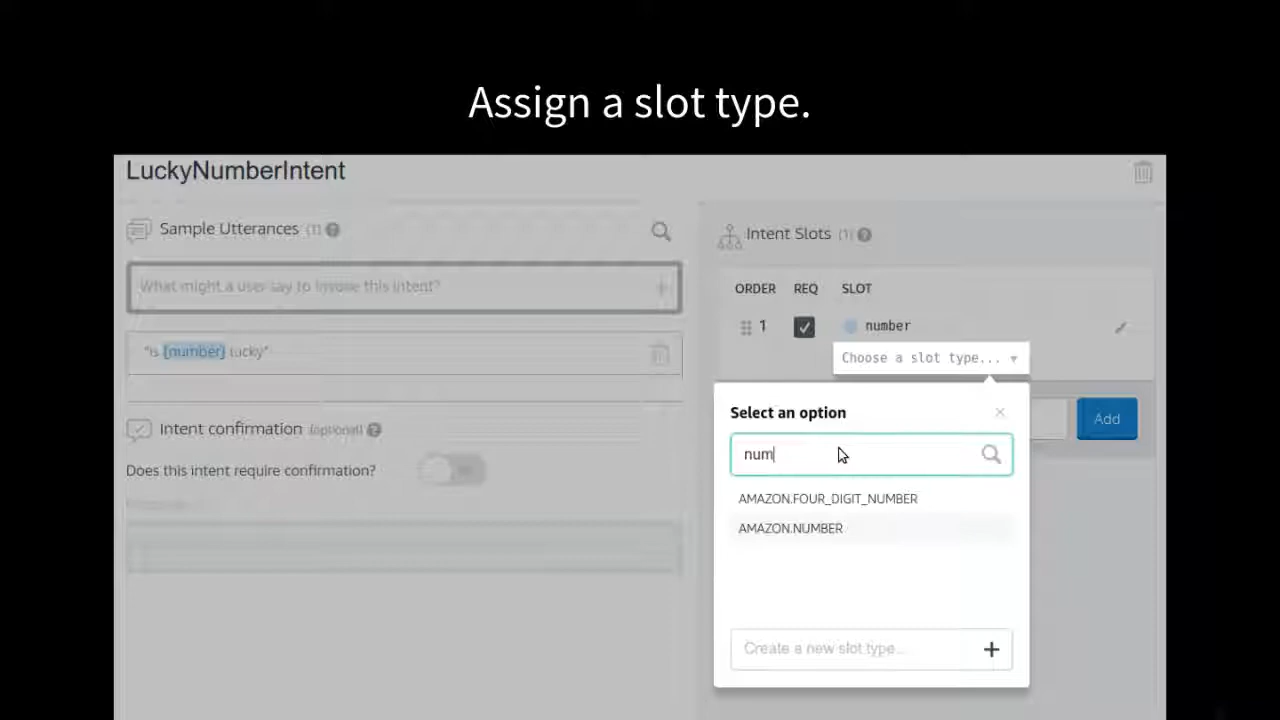 Assign a slot type.
LuckyNumberIntent
Sample Utterances (1) ?
What might a user say to invoke this intent? +
"is {number} lucky"
Intent confirmation (optional) ?
Does this intent require confirmation?
Intent Slots (1) ?
ORDER REQ SLOT
1 number
Choose a slot type...
Select an option
num
AMAZON.FOUR_DIGIT_NUMBER
AMAZON.NUMBER
Create a new slot type... +
Add